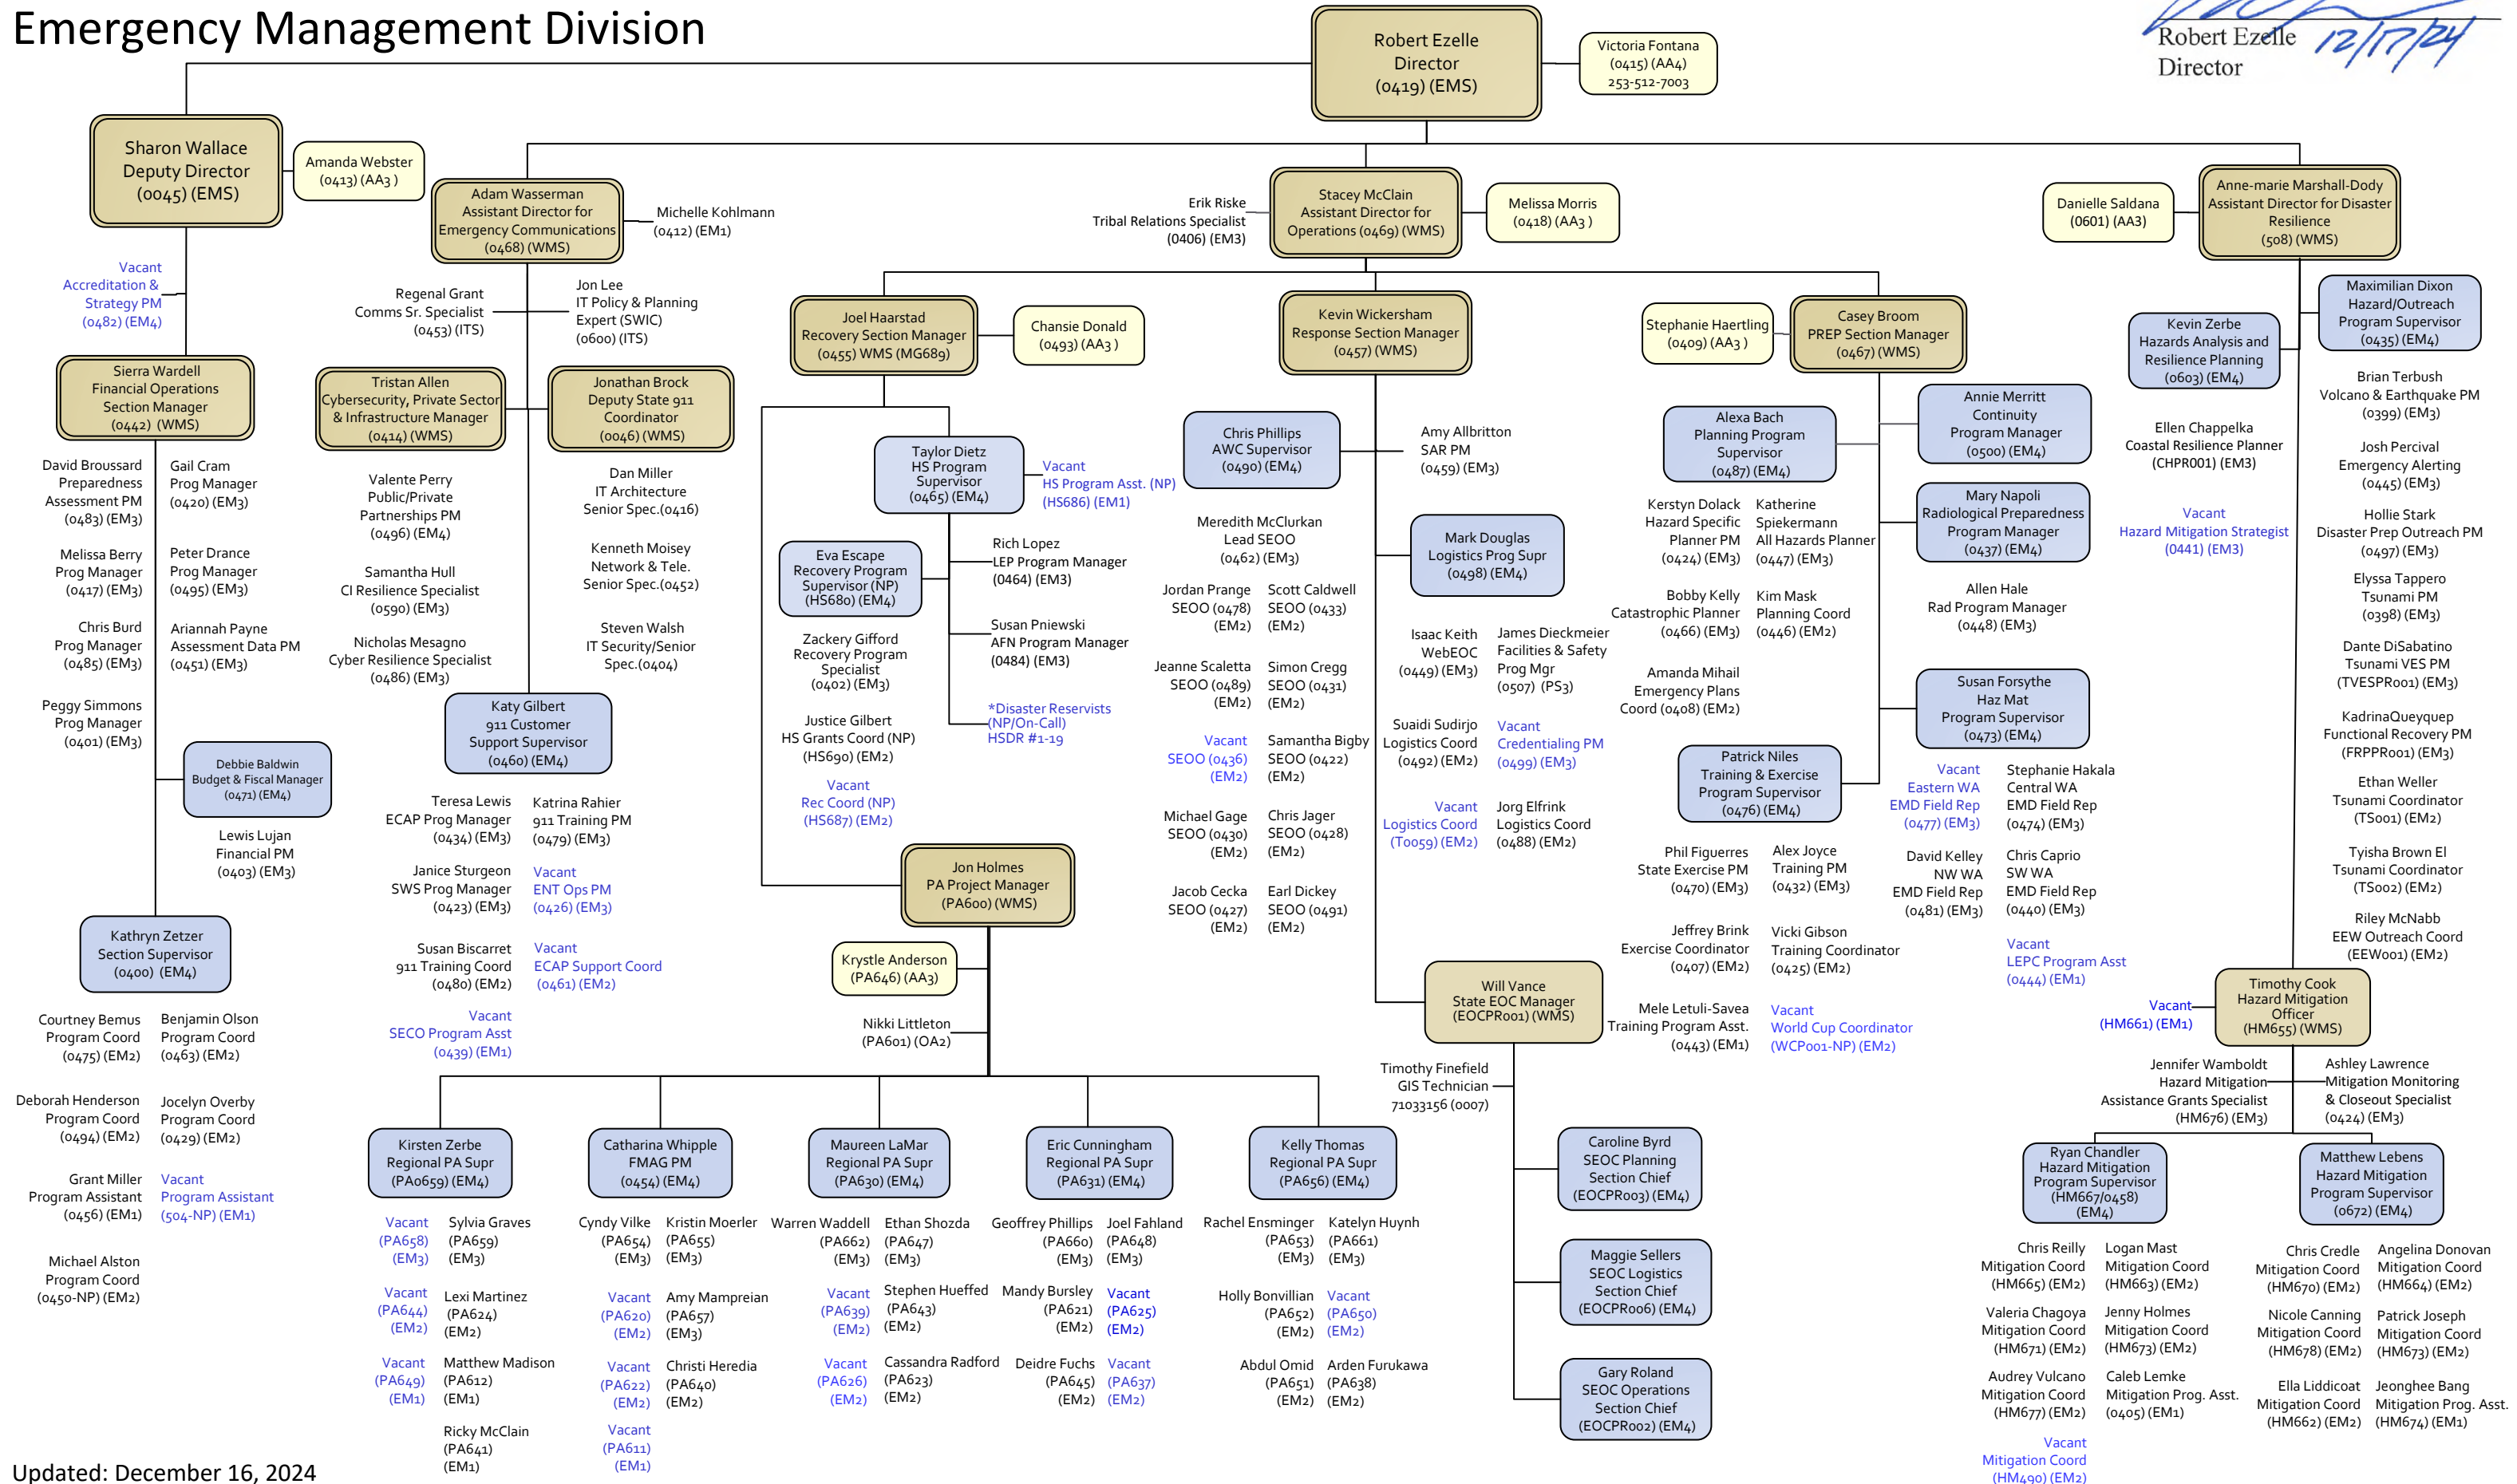 Emergency Management Division
Robert Ezelle
Director
(0419) (EMS)
Victoria Fontana
(0415) (AA4)
253-512-7003
Robert Ezelle
Director
12/17/24
Sharon Wallace
Deputy Director
(0045) (EMS)
Amanda Webster
(0413) (AA3 )
Vacant
Accreditation &
Strategy PM
(0482) (EM4)
Sierra Wardell
Financial Operations
Section Manager
(0442) (WMS)
David Broussard
Preparedness
Assessment PM
(0483) (EM3)
Gail Cram
Prog Manager
(0420) (EM3)
Melissa Berry
Prog Manager
(0417) (EM3)
Peter Drance
Prog Manager
(0495) (EM3)
Chris Burd
Prog Manager
(0485) (EM3)
Ariannah Payne
Assessment Data PM
(0451) (EM3)
Peggy Simmons
Prog Manager
(0401) (EM3)
Debbie Baldwin
Budget & Fiscal Manager
(0471) (EM4)
Lewis Lujan
Financial PM
(0403) (EM3)
Kathryn Zetzer
Section Supervisor
(0400) (EM4)
Courtney Bemus
Program Coord
(0475) (EM2)
Benjamin Olson
Program Coord
(0463) (EM2)
Deborah Henderson
Program Coord
(0494) (EM2)
Jocelyn Overby
Program Coord
(0429) (EM2)
Grant Miller
Program Assistant
(0456) (EM1)
Vacant
Program Assistant
(504-NP) (EM1)
Michael Alston
Program Coord
(0450-NP) (EM2)
Adam Wasserman
Assistant Director for
Emergency Communications
(0468) (WMS)
Michelle Kohlmann
(0412) (EM1)
Regenal Grant
Comms Sr. Specialist
(0453) (ITS)
Jon Lee
IT Policy & Planning
Expert (SWIC)
(0600) (ITS)
Tristan Allen
Cybersecurity, Private Sector
& Infrastructure Manager
(0414) (WMS)
Jonathan Brock
Deputy State 911
Coordinator
(0046) (WMS)
Valente Perry
Public/Private
Partnerships PM
(0496) (EM4)
Samantha Hull
CI Resilience Specialist
(0590) (EM3)
Nicholas Mesagno
Cyber Resilience Specialist
(0486) (EM3)
Dan Miller
IT Architecture
Senior Spec.(0416)
Kenneth Moisey
Network & Tele.
Senior Spec.(0452)
Steven Walsh
IT Security/Senior
Spec.(0404)
Katy Gilbert
911 Customer
Support Supervisor
(0460) (EM4)
Teresa Lewis
ECAP Prog Manager
(0434) (EM3)
Katrina Rahier
911 Training PM
(0479) (EM3)
Janice Sturgeon
SWS Prog Manager
(0423) (EM3)
Vacant
ENT Ops PM
(0426) (EM3)
Susan Biscarret
911 Training Coord
(0480) (EM2)
Vacant
ECAP Support Coord
(0461) (EM2)
Vacant
SECO Program Asst
(0439) (EM1)
Erik Riske
Tribal Relations Specialist
(0406) (EM3)
Stacey McClain
Assistant Director for
Operations (0469) (WMS)
Melissa Morris
(0418) (AA3 )
Joel Haarstad
Recovery Section Manager
(0455) WMS (MG689)
Chansie Donald
(0493) (AA3 )
Taylor Dietz
HS Program
Supervisor
(0465) (EM4)
Vacant
HS Program Asst. (NP)
(HS686) (EM1)
Eva Escape
Recovery Program
Supervisor (NP)
(HS680) (EM4)
Rich Lopez
LEP Program Manager
(0464) (EM3)
Susan Pniewski
AFN Program Manager
(0484) (EM3)
*Disaster Reservists
(NP/On-Call)
HSDR #1-19
Zackery Gifford
Recovery Program
Specialist
(0402) (EM3)
Justice Gilbert
HS Grants Coord (NP)
(HS690) (EM2)
Vacant
Rec Coord (NP)
(HS687) (EM2)
Jon Holmes
PA Project Manager
(PA600) (WMS)
Krystle Anderson
(PA646) (AA3)
Nikki Littleton
(PA601) (OA2)
Kirsten Zerbe
Regional PA Supr
(PA0659) (EM4)
Vacant
(PA658)
(EM3)
Sylvia Graves
(PA659)
(EM3)
Vacant
(PA644)
(EM2)
Lexi Martinez
(PA624)
(EM2)
Vacant
(PA649)
(EM1)
Matthew Madison
(PA612)
(EM1)
Ricky McClain
(PA641)
(EM1)
Catharina Whipple
FMAG PM
(0454) (EM4)
Cyndy Vilke
(PA654)
(EM3)
Kristin Moerler
(PA655)
(EM3)
Vacant
(PA620)
(EM2)
Amy Mampreian
(PA657)
(EM3)
Vacant
(PA622)
(EM2)
Christi Heredia
(PA640)
(EM2)
Vacant
(PA611)
(EM1)
Maureen LaMar
Regional PA Supr
(PA630) (EM4)
Warren Waddell
(PA662)
(EM3)
Ethan Shozda
(PA647)
(EM3)
Vacant
(PA639)
(EM2)
Stephen Hueffed
(PA643)
(EM2)
Vacant
(PA626)
(EM2)
Cassandra Radford
(PA623)
(EM2)
Eric Cunningham
Regional PA Supr
(PA631) (EM4)
Geoffrey Phillips
(PA660)
(EM3)
Joel Fahland
(PA648)
(EM3)
Mandy Bursley
(PA621)
(EM2)
Vacant
(PA625)
(EM2)
Deidre Fuchs
(PA645)
(EM2)
Vacant
(PA637)
(EM2)
Kelly Thomas
Regional PA Supr
(PA656) (EM4)
Rachel Ensminger
(PA653)
(EM3)
Katelyn Huynh
(PA661)
(EM3)
Holly Bonvillian
(PA652)
(EM2)
Vacant
(PA650)
(EM2)
Abdul Omid
(PA651)
(EM2)
Arden Furukawa
(PA638)
(EM2)
Kevin Wickersham
Response Section Manager
(0457) (WMS)
Chris Phillips
AWC Supervisor
(0490) (EM4)
Amy Allbritton
SAR PM
(0459) (EM3)
Meredith McClurkan
Lead SEOO
(0462) (EM3)
Jordan Prange
SEOO (0478)
(EM2)
Scott Caldwell
SEOO (0433)
(EM2)
Jeanne Scaletta
SEOO (0489)
(EM2)
Simon Cregg
SEOO (0431)
(EM2)
Vacant
SEOO (0436)
(EM2)
Samantha Bigby
SEOO (0422)
(EM2)
Michael Gage
SEOO (0430)
(EM2)
Chris Jager
SEOO (0428)
(EM2)
Jacob Cecka
SEOO (0427)
(EM2)
Earl Dickey
SEOO (0491)
(EM2)
Mark Douglas
Logistics Prog Supr
(0498) (EM4)
Isaac Keith
WebEOC
(0449) (EM3)
James Dieckmeier
Facilities & Safety
Prog Mgr
(0507) (PS3)
Suaidi Sudirjo
Logistics Coord
(0492) (EM2)
Vacant
Credentialing PM
(0499) (EM3)
Vacant
Logistics Coord
(T0059) (EM2)
Jorg Elfrink
Logistics Coord
(0488) (EM2)
Will Vance
State EOC Manager
(EOCPR001) (WMS)
Timothy Finefield
GIS Technician
71033156 (0007)
Caroline Byrd
SEOC Planning
Section Chief
(EOCPR003) (EM4)
Maggie Sellers
SEOC Logistics
Section Chief
(EOCPR006) (EM4)
Gary Roland
SEOC Operations
Section Chief
(EOCPR002) (EM4)
Stephanie Haertling
(0409) (AA3 )
Casey Broom
PREP Section Manager
(0467) (WMS)
Alexa Bach
Planning Program
Supervisor
(0487) (EM4)
Annie Merritt
Continuity
Program Manager
(0500) (EM4)
Kerstyn Dolack
Hazard Specific
Planner PM
(0424) (EM3)
Katherine
Spiekermann
All Hazards Planner
(0447) (EM3)
Bobby Kelly
Catastrophic Planner
(0466) (EM3)
Kim Mask
Planning Coord
(0446) (EM2)
Amanda Mihail
Emergency Plans
Coord (0408) (EM2)
Mary Napoli
Radiological Preparedness
Program Manager
(0437) (EM4)
Allen Hale
Rad Program Manager
(0448) (EM3)
Susan Forsythe
Haz Mat
Program Supervisor
(0473) (EM4)
Patrick Niles
Training & Exercise
Program Supervisor
(0476) (EM4)
Vacant
Eastern WA
EMD Field Rep
(0477) (EM3)
Stephanie Hakala
Central WA
EMD Field Rep
(0474) (EM3)
David Kelley
NW WA
EMD Field Rep
(0481) (EM3)
Chris Caprio
SW WA
EMD Field Rep
(0440) (EM3)
Vacant
LEPC Program Asst
(0444) (EM1)
Phil Figuerres
State Exercise PM
(0470) (EM3)
Alex Joyce
Training PM
(0432) (EM3)
Jeffrey Brink
Exercise Coordinator
(0407) (EM2)
Vicki Gibson
Training Coordinator
(0425) (EM2)
Mele Letuli-Savea
Training Program Asst.
(0443) (EM1)
Vacant
World Cup Coordinator
(WCP001-NP) (EM2)
Danielle Saldana
(0601) (AA3)
Anne-marie Marshall-Dody
Assistant Director for Disaster
Resilience
(508) (WMS)
Kevin Zerbe
Hazards Analysis and
Resilience Planning
(0603) (EM4)
Maximilian Dixon
Hazard/Outreach
Program Supervisor
(0435) (EM4)
Ellen Chappelka
Coastal Resilience Planner
(CHPR001) (EM3)
Vacant
Hazard Mitigation Strategist
(0441) (EM3)
Brian Terbush
Volcano & Earthquake PM
(0399) (EM3)
Josh Percival
Emergency Alerting
(0445) (EM3)
Hollie Stark
Disaster Prep Outreach PM
(0497) (EM3)
Elyssa Tappero
Tsunami PM
(0398) (EM3)
Dante DiSabatino
Tsunami VES PM
(TVESPR001) (EM3)
KadrinaQueyquep
Functional Recovery PM
(FRPPR001) (EM3)
Ethan Weller
Tsunami Coordinator
(TS001) (EM2)
Tyisha Brown El
Tsunami Coordinator
(TS002) (EM2)
Riley McNabb
EEW Outreach Coord
(EEW001) (EM2)
Vacant
(HM661) (EM1)
Timothy Cook
Hazard Mitigation
Officer
(HM655) (WMS)
Jennifer Wamboldt
Hazard Mitigation
Assistance Grants Specialist
(HM676) (EM3)
Ashley Lawrence
Mitigation Monitoring
& Closeout Specialist
(0424) (EM3)
Ryan Chandler
Hazard Mitigation
Program Supervisor
(HM667/0458)
(EM4)
Matthew Lebens
Hazard Mitigation
Program Supervisor
(0672) (EM4)
Chris Reilly
Mitigation Coord
(HM665) (EM2)
Logan Mast
Mitigation Coord
(HM663) (EM2)
Valeria Chagoya
Mitigation Coord
(HM671) (EM2)
Jenny Holmes
Mitigation Coord
(HM673) (EM2)
Audrey Vulcano
Mitigation Coord
(HM677) (EM2)
Caleb Lemke
Mitigation Prog. Asst.
(0405) (EM1)
Vacant
Mitigation Coord
(HM490) (EM2)
Chris Credle
Mitigation Coord
(HM670) (EM2)
Angelina Donovan
Mitigation Coord
(HM664) (EM2)
Nicole Canning
Mitigation Coord
(HM678) (EM2)
Patrick Joseph
Mitigation Coord
(HM673) (EM2)
Ella Liddicoat
Mitigation Coord
(HM662) (EM2)
Jeonghee Bang
Mitigation Prog. Asst.
(HM674) (EM1)
Updated: December 16, 2024